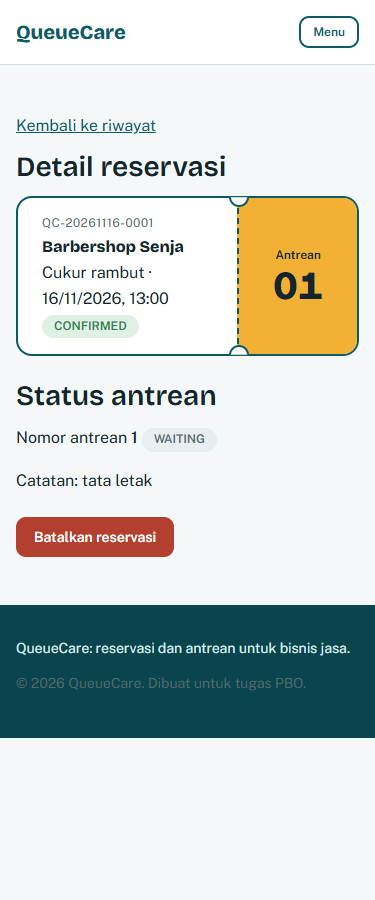 QueueCare
Menu
Kembali ke riwayat
Detail reservasi
QC-20261116-0001
Barbershop Senja
Cukur rambut ·
16/11/2026, 13:00
CONFIRMED
Antrean
01
Status antrean
Nomor antrean 1 WAITING
Catatan: tata letak
Batalkan reservasi
QueueCare: reservasi dan antrean untuk bisnis jasa.
© 2026 QueueCare. Dibuat untuk tugas PBO.